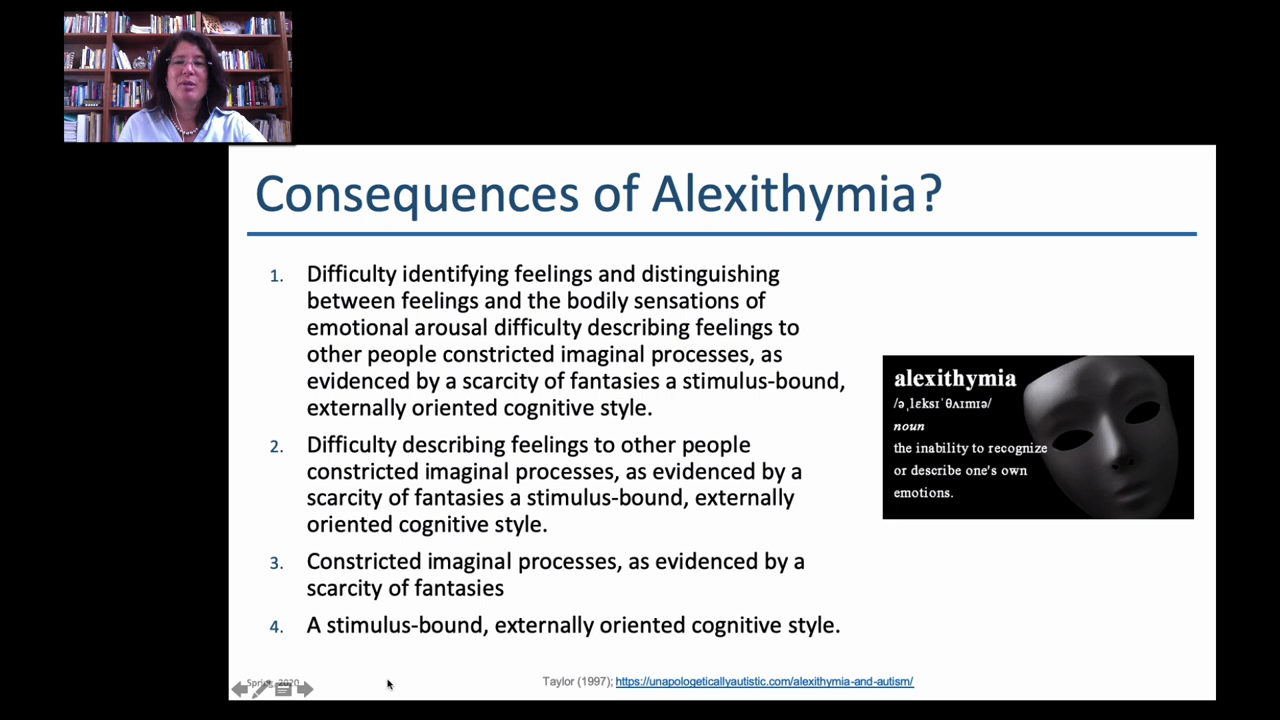 Consequences of Alexithymia?
1. Difficulty identifying feelings and distinguishing
between feelings and the bodily sensations of
emotional arousal difficulty describing feelings to
other people constricted imaginal processes, as
evidenced by a scarcity of fantasies a stimulus-bound,
externally oriented cognitive style.
2. Difficulty describing feelings to other people
constricted imaginal processes, as evidenced by a
scarcity of fantasies a stimulus-bound, externally
oriented cognitive style.
3. Constricted imaginal processes, as evidenced by a
scarcity of fantasies
4. A stimulus-bound, externally oriented cognitive style.
alexithymia
/əˌlɛksɪˈθʌɪmɪə/
noun
the inability to recognize
or describe one's own
emotions.
Spring 2020
Taylor (1997); https://unapologeticallyautistic.com/alexithymia-and-autism/